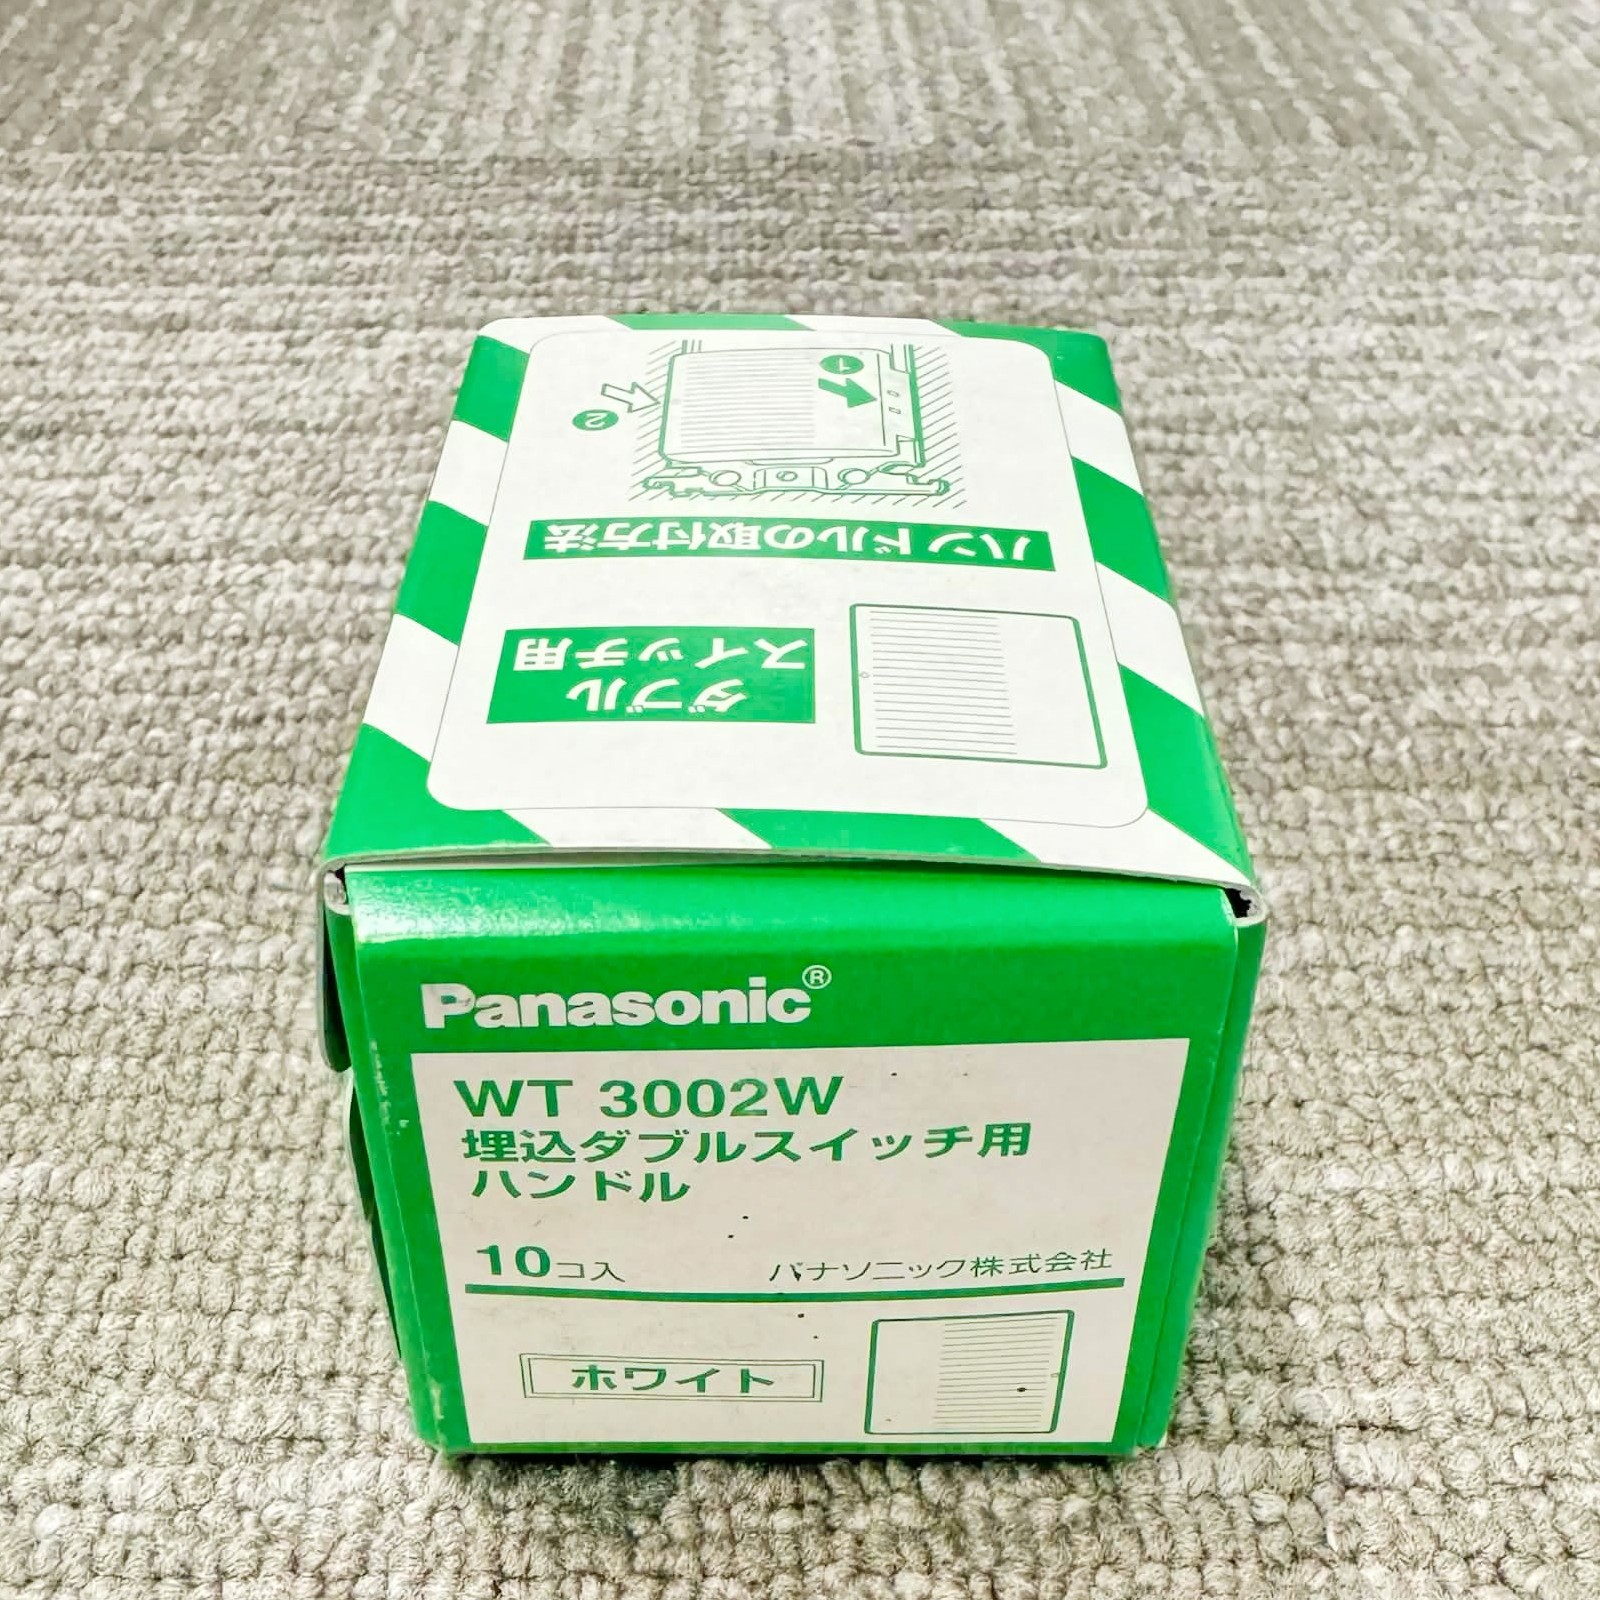 ②
①
ハンドルの取付方法
ダブル
スイッチ用
Panasonic®
WT 3002W
埋込ダブルスイッチ用
ハンドル
10コ入
パナソニック株式会社
ホワイト